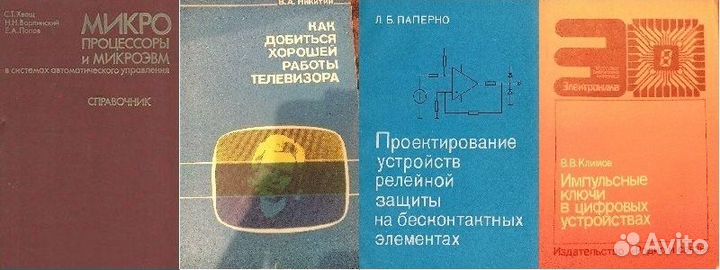 С.Т. Хвощ
Н.Н. Варлинский
Е.А. Попов
МИКРО
ПРОЦЕССОРЫ
И МИКРОЭВМ
в системах автоматического управления
СПРАВОЧНИК
В.А. НИКИТИН
КАК
ДОБИТЬСЯ
ХОРОШЕЙ
РАБОТЫ
ТЕЛЕВИЗОРА
Л. Б. ПАПЕРНО
Проектирование
устройств
релейной
защиты
на бесконтактных
элементах
Электроника
В.В. Климов
Импульсные
ключи
в цифровых
устройствах
Издательство
Avito